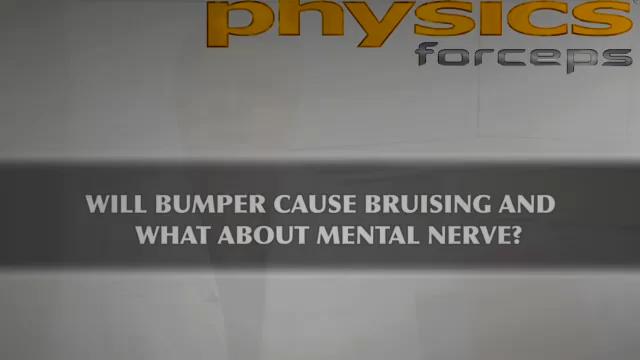 physics
forceps
WILL BUMPER CAUSE BRUISING AND
WHAT ABOUT MENTAL NERVE?